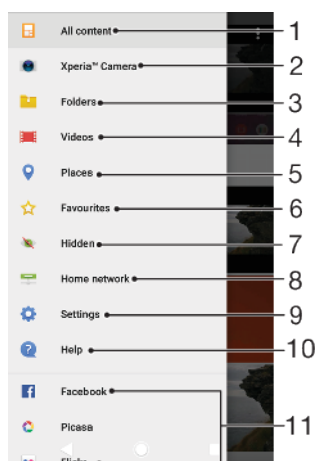 All content 1
Xperia™ Camera 2
Folders 3
Videos 4
Places 5
Favourites 6
Hidden 7
Home network 8
Settings 9
Help 10
Facebook
11
Picasa